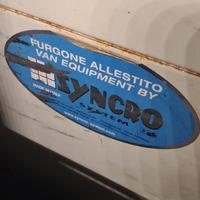 FURGONE ALLESTITO
VAN EQUIPMENT BY
SYNCRO
SYSTEM